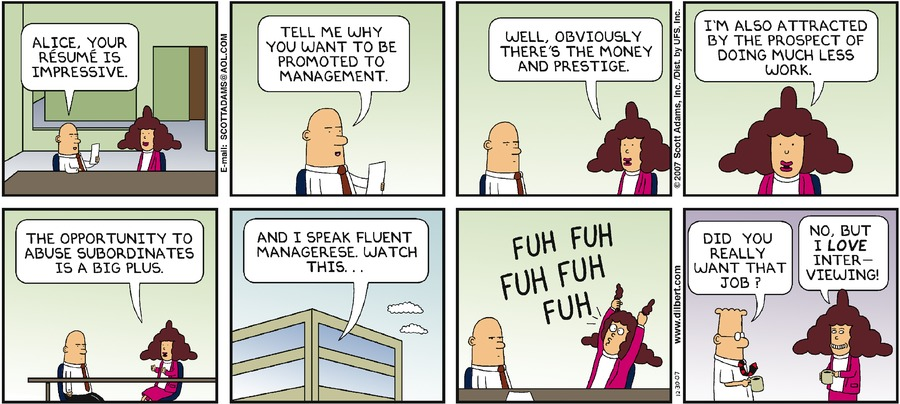 ALICE, YOUR
RÉSUMÉ IS
IMPRESSIVE.
E-mail: SCOTTADAMS@AOL.COM
TELL ME WHY
YOU WANT TO BE
PROMOTED TO
MANAGEMENT.
WELL, OBVIOUSLY
THERE'S THE MONEY
AND PRESTIGE.
© 2007 Scott Adams, Inc./Dist. by UFS, Inc.
I'M ALSO ATTRACTED
BY THE PROSPECT OF
DOING MUCH LESS
WORK.
THE OPPORTUNITY TO
ABUSE SUBORDINATES
IS A BIG PLUS.
AND I SPEAK FLUENT
MANAGERESE. WATCH
THIS...
FUH FUH
FUH FUH
FUH
12-30-07
www.dilbert.com
DID YOU
REALLY
WANT THAT
JOB?
NO, BUT
I LOVE
INTER-
VIEWING!